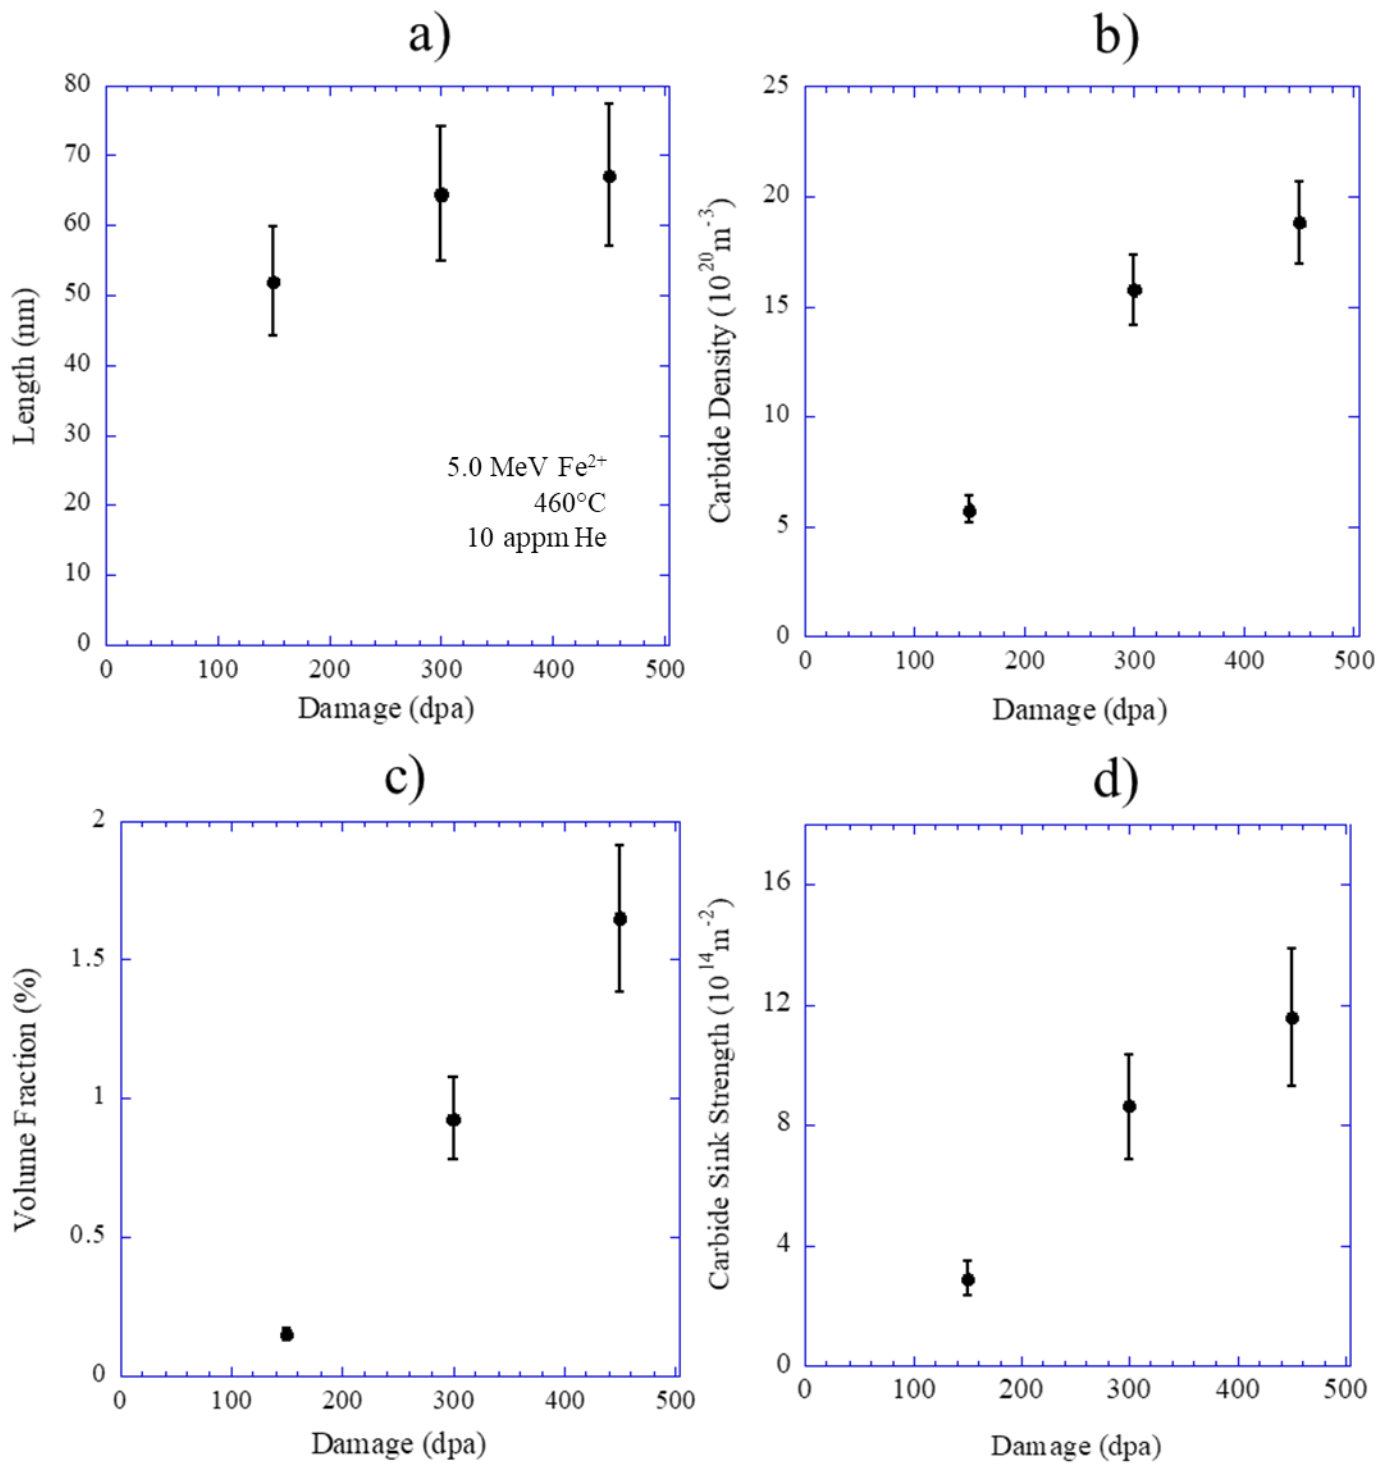 a)
80
70
60
50
40
30
20
10
0
Length (nm)
5.0 MeV Fe²⁺
460°C
10 appm He
0 100 200 300 400 500
Damage (dpa)
b)
25
20
15
10
5
0
Carbide Density (10²⁰m⁻³)
0 100 200 300 400 500
Damage (dpa)
c)
2
1.5
1
0.5
0
Volume Fraction (%)
0 100 200 300 400 500
Damage (dpa)
d)
16
12
8
4
0
Carbide Sink Strength (10¹⁴m⁻²)
0 100 200 300 400 500
Damage (dpa)